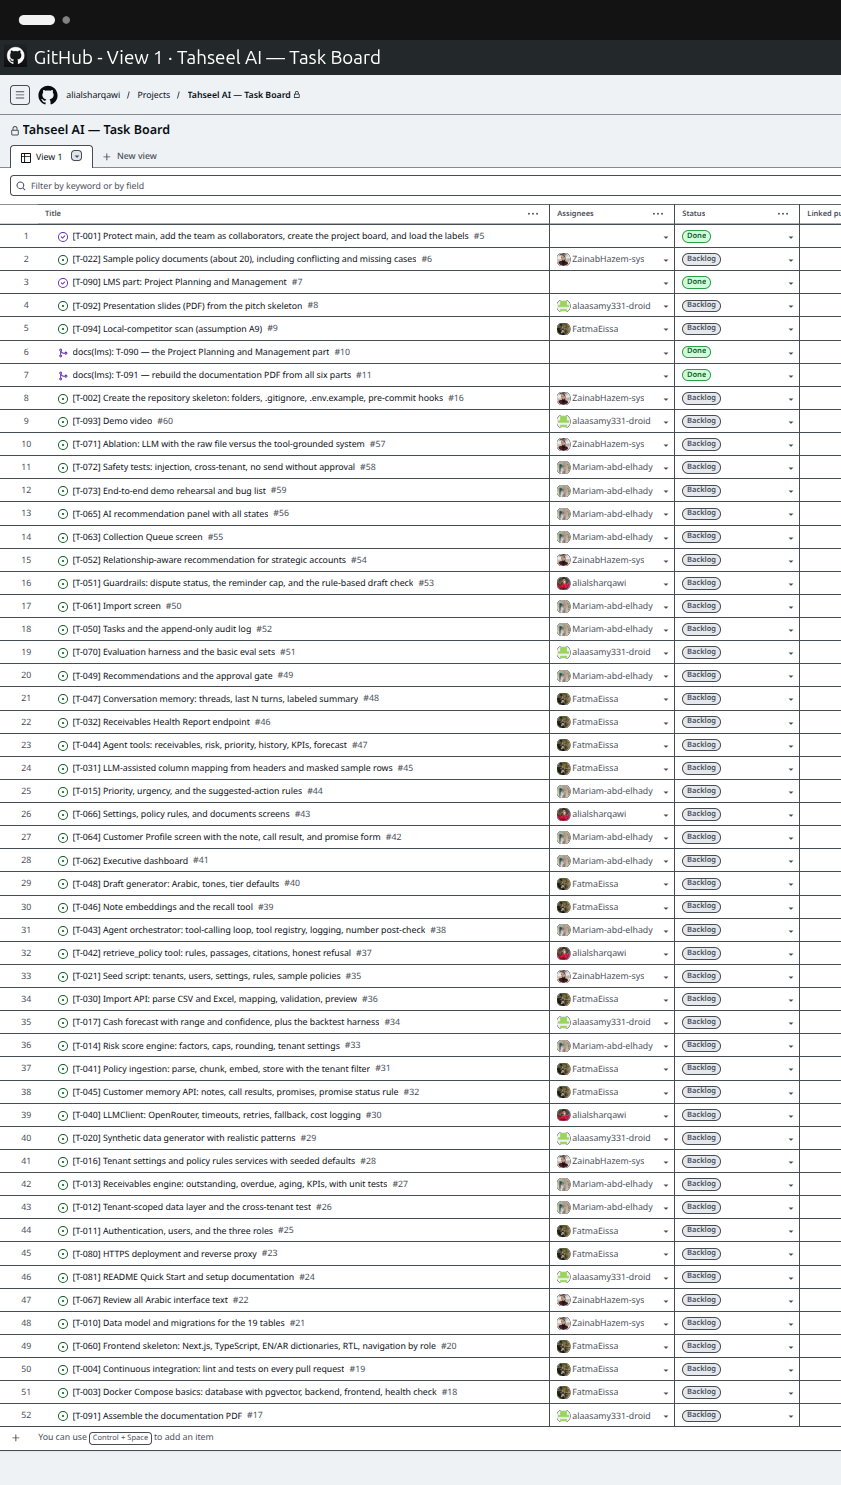 GitHub - View 1 · Tahseel AI — Task Board
alialsharqawi / Projects / Tahseel AI — Task Board
Tahseel AI — Task Board
View 1 + New view
Filter by keyword or by field
Title ... Assignees ... Status ... Linked pu
1 [T-001] Protect main, add the team as collaborators, create the project board, and load the labels #5 Done
2 [T-022] Sample policy documents (about 20), including conflicting and missing cases #6 ZainabHazem-sys Backlog
3 [T-090] LMS part: Project Planning and Management #7 Done
4 [T-092] Presentation slides (PDF) from the pitch skeleton #8 alaasamy331-droid Backlog
5 [T-094] Local-competitor scan (assumption A9) #9 FatmaEissa Backlog
6 docs(lms): T-090 — the Project Planning and Management part #10 Done
7 docs(lms): T-091 — rebuild the documentation PDF from all six parts #11 Done
8 [T-002] Create the repository skeleton: folders, .gitignore, .env.example, pre-commit hooks #16 ZainabHazem-sys Backlog
9 [T-093] Demo video #60 alaasamy331-droid Backlog
10 [T-071] Ablation: LLM with the raw file versus the tool-grounded system #57 ZainabHazem-sys Backlog
11 [T-072] Safety tests: injection, cross-tenant, no send without approval #58 Mariam-abd-elhady Backlog
12 [T-073] End-to-end demo rehearsal and bug list #59 Mariam-abd-elhady Backlog
13 [T-065] AI recommendation panel with all states #56 Mariam-abd-elhady Backlog
14 [T-063] Collection Queue screen #55 Mariam-abd-elhady Backlog
15 [T-052] Relationship-aware recommendation for strategic accounts #54 ZainabHazem-sys Backlog
16 [T-051] Guardrails: dispute status, the reminder cap, and the rule-based draft check #53 alialsharqawi Backlog
17 [T-061] Import screen #50 Mariam-abd-elhady Backlog
18 [T-050] Tasks and the append-only audit log #52 Mariam-abd-elhady Backlog
19 [T-070] Evaluation harness and the basic eval sets #51 alaasamy331-droid Backlog
20 [T-049] Recommendations and the approval gate #49 Mariam-abd-elhady Backlog
21 [T-047] Conversation memory: threads, last N turns, labeled summary #48 FatmaEissa Backlog
22 [T-032] Receivables Health Report endpoint #46 FatmaEissa Backlog
23 [T-044] Agent tools: receivables, risk, priority, history, KPIs, forecast #47 FatmaEissa Backlog
24 [T-031] LLM-assisted column mapping from headers and masked sample rows #45 FatmaEissa Backlog
25 [T-015] Priority, urgency, and the suggested-action rules #44 Mariam-abd-elhady Backlog
26 [T-066] Settings, policy rules, and documents screens #43 alialsharqawi Backlog
27 [T-064] Customer Profile screen with the note, call result, and promise form #42 Mariam-abd-elhady Backlog
28 [T-062] Executive dashboard #41 Mariam-abd-elhady Backlog
29 [T-048] Draft generator: Arabic, tones, tier defaults #40 FatmaEissa Backlog
30 [T-046] Note embeddings and the recall tool #39 FatmaEissa Backlog
31 [T-043] Agent orchestrator: tool-calling loop, tool registry, logging, number post-check #38 Mariam-abd-elhady Backlog
32 [T-042] retrieve_policy tool: rules, passages, citations, honest refusal #37 alialsharqawi Backlog
33 [T-021] Seed script: tenants, users, settings, rules, sample policies #35 ZainabHazem-sys Backlog
34 [T-030] Import API: parse CSV and Excel, mapping, validation, preview #36 FatmaEissa Backlog
35 [T-017] Cash forecast with range and confidence, plus the backtest harness #34 alaasamy331-droid Backlog
36 [T-014] Risk score engine: factors, caps, rounding, tenant settings #33 Mariam-abd-elhady Backlog
37 [T-041] Policy ingestion: parse, chunk, embed, store with the tenant filter #31 FatmaEissa Backlog
38 [T-045] Customer memory API: notes, call results, promises, promise status rule #32 FatmaEissa Backlog
39 [T-040] LLMClient: OpenRouter, timeouts, retries, fallback, cost logging #30 alialsharqawi Backlog
40 [T-020] Synthetic data generator with realistic patterns #29 alaasamy331-droid Backlog
41 [T-016] Tenant settings and policy rules services with seeded defaults #28 ZainabHazem-sys Backlog
42 [T-013] Receivables engine: outstanding, overdue, aging, KPIs, with unit tests #27 Mariam-abd-elhady Backlog
43 [T-012] Tenant-scoped data layer and the cross-tenant test #26 Mariam-abd-elhady Backlog
44 [T-011] Authentication, users, and the three roles #25 FatmaEissa Backlog
45 [T-080] HTTPS deployment and reverse proxy #23 FatmaEissa Backlog
46 [T-081] README Quick Start and setup documentation #24 alaasamy331-droid Backlog
47 [T-067] Review all Arabic interface text #22 ZainabHazem-sys Backlog
48 [T-010] Data model and migrations for the 19 tables #21 ZainabHazem-sys Backlog
49 [T-060] Frontend skeleton: Next.js, TypeScript, EN/AR dictionaries, RTL, navigation by role #20 FatmaEissa Backlog
50 [T-004] Continuous integration: lint and tests on every pull request #19 FatmaEissa Backlog
51 [T-003] Docker Compose basics: database with pgvector, backend, frontend, health check #18 FatmaEissa Backlog
52 [T-091] Assemble the documentation PDF #17 alaasamy331-droid Backlog
+ You can use Control + Space to add an item